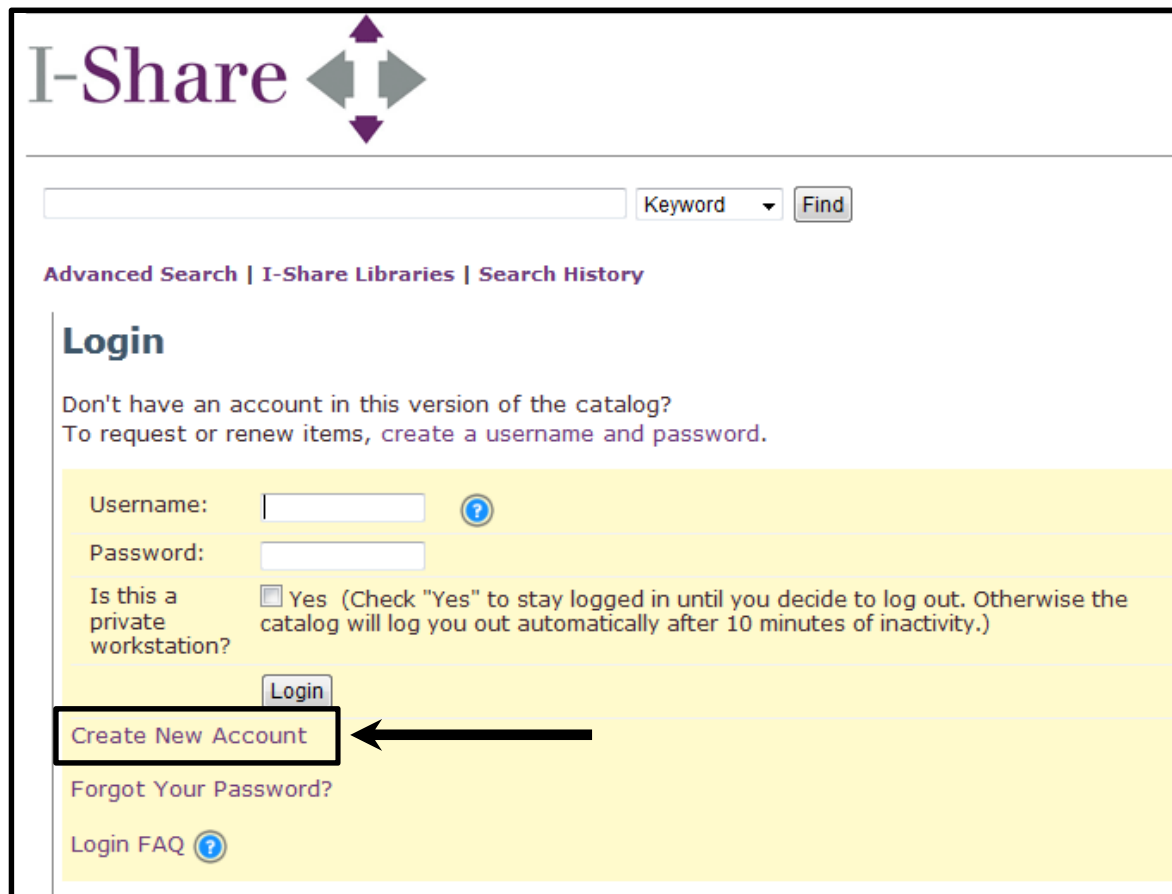 I-Share
Keyword Find
Advanced Search | I-Share Libraries | Search History
Login
Don't have an account in this version of the catalog?
To request or renew items, create a username and password.
Username: ?
Password:
Is this a private workstation?
Yes (Check "Yes" to stay logged in until you decide to log out. Otherwise the
catalog will log you out automatically after 10 minutes of inactivity.)
Login
Create New Account
Forgot Your Password?
Login FAQ ?